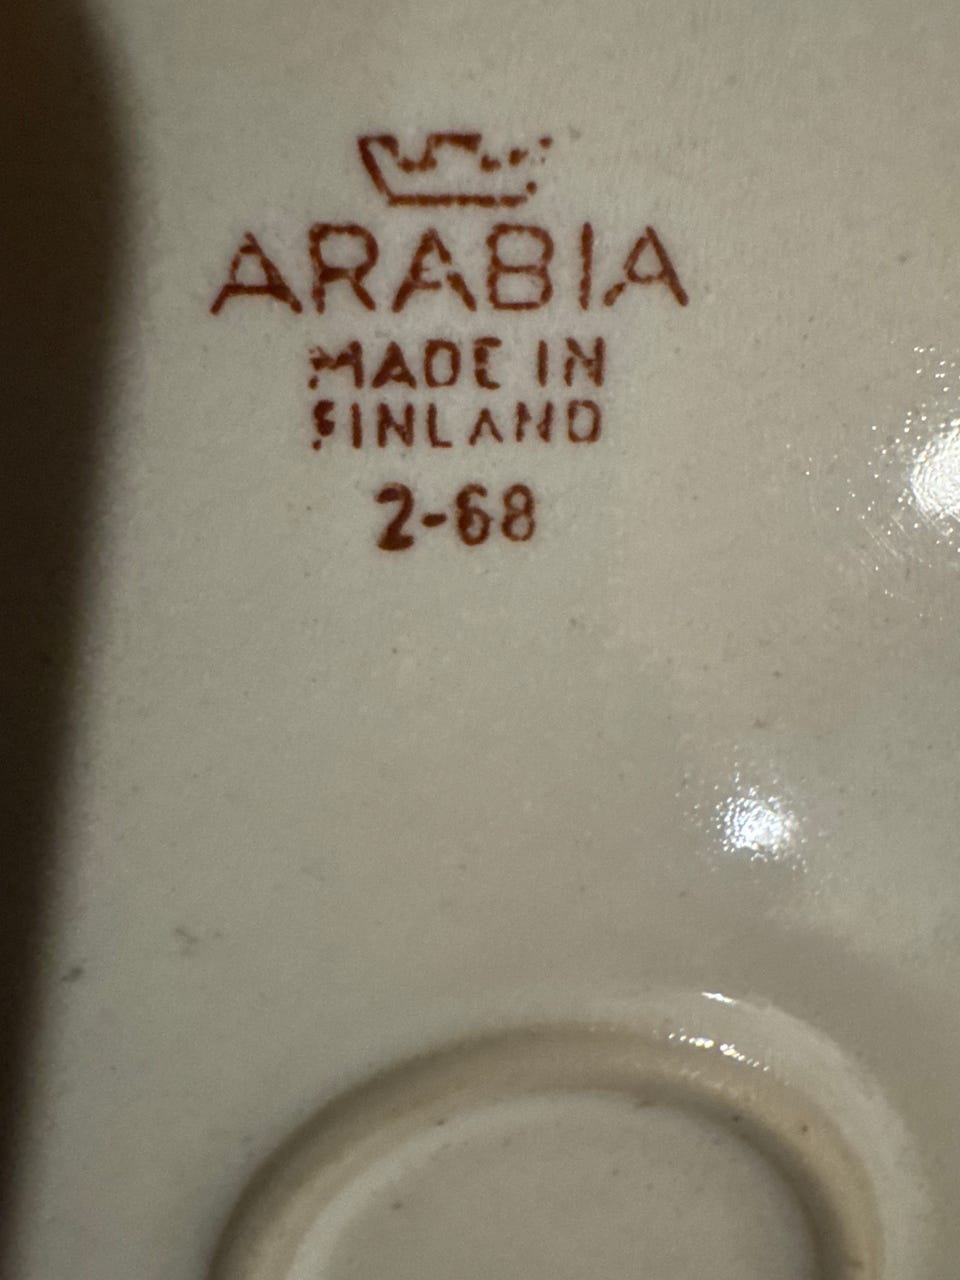 ARABIA
MADE IN
FINLAND
2-68